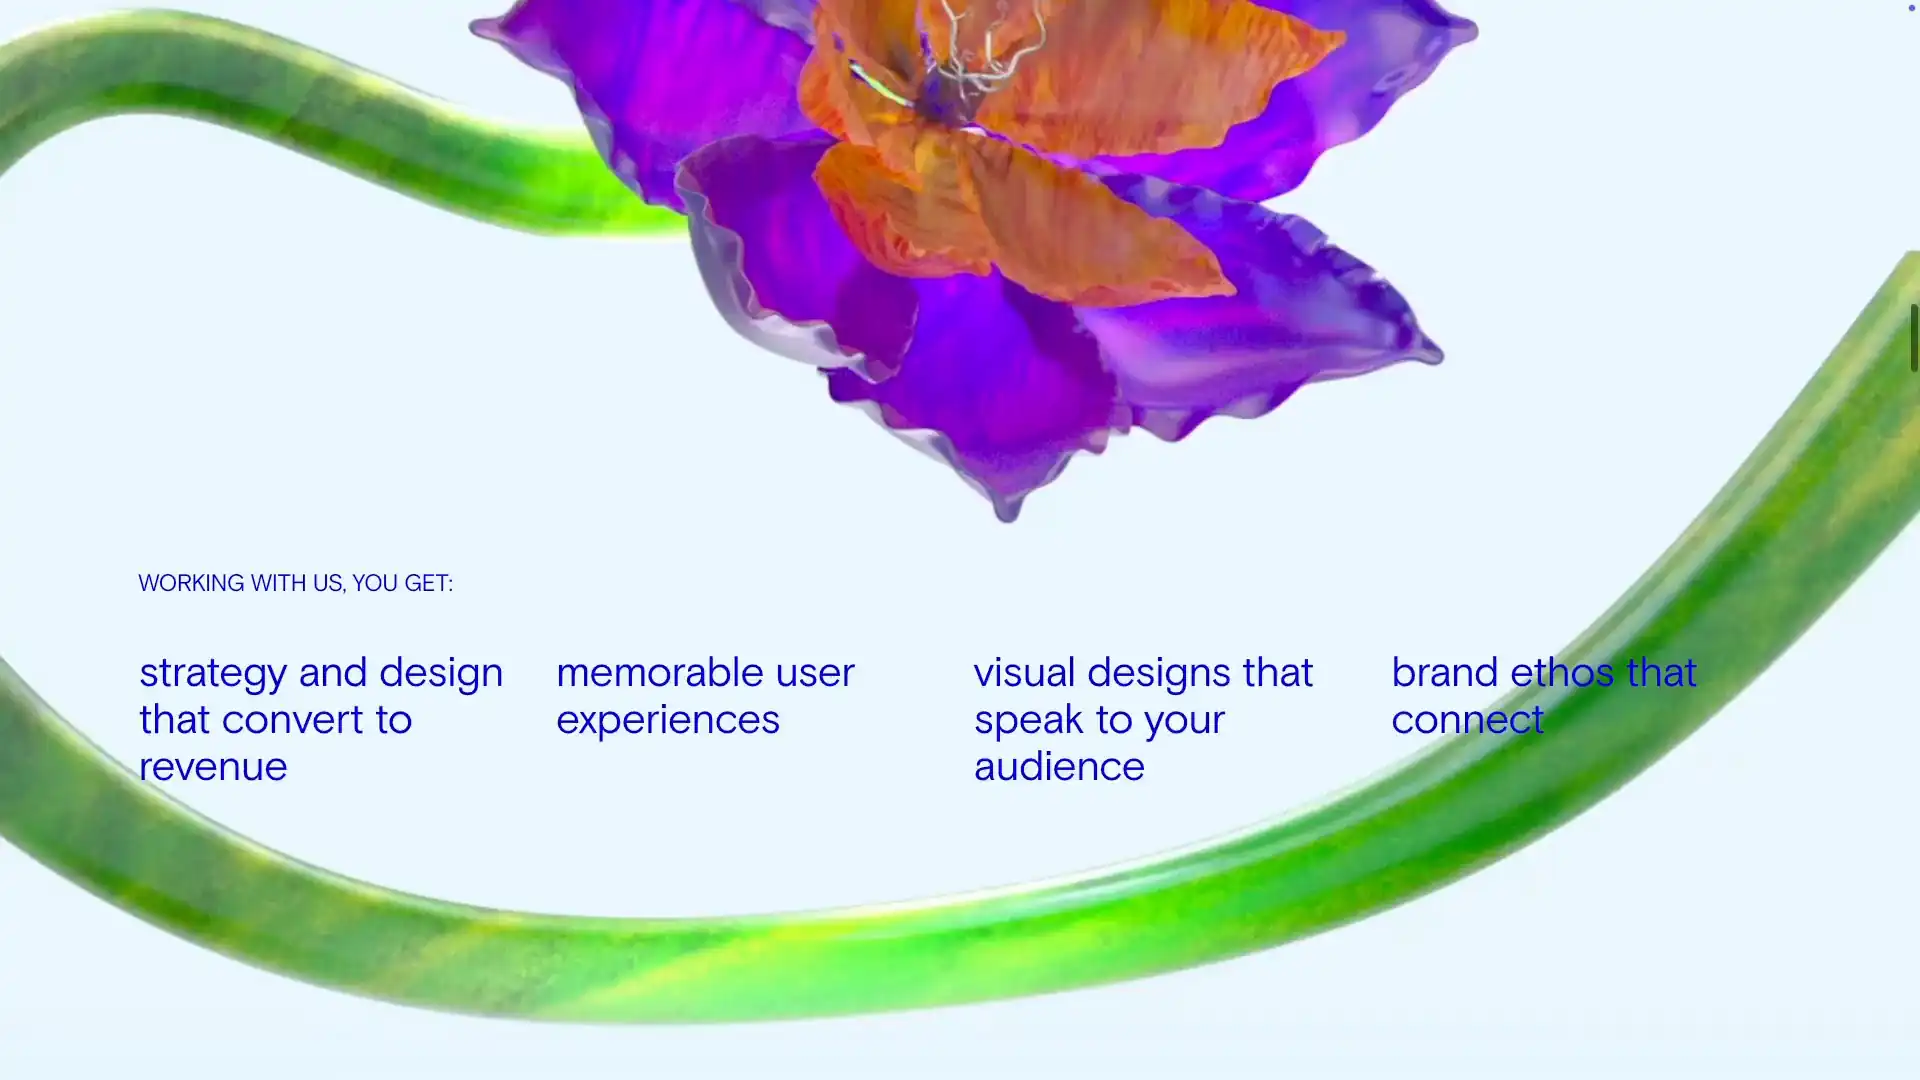 WORKING WITH US, YOU GET:
strategy and design
that convert to
revenue
memorable user
experiences
visual designs that
speak to your
audience
brand ethos that
connect